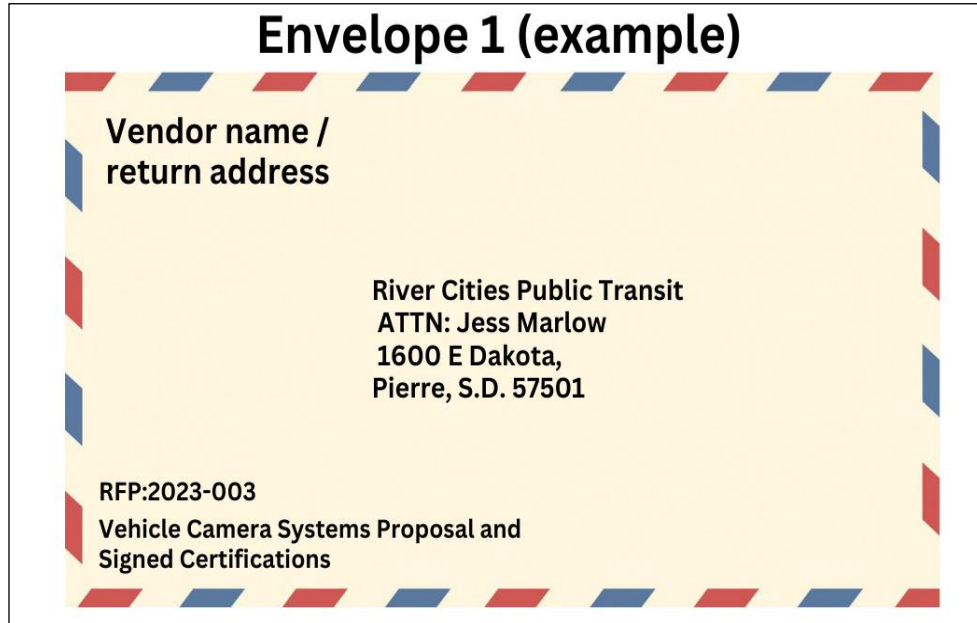 Envelope 1 (example)
Vendor name /
return address
River Cities Public Transit
ATTN: Jess Marlow
1600 E Dakota,
Pierre, S.D. 57501
RFP:2023-003
Vehicle Camera Systems Proposal and
Signed Certifications